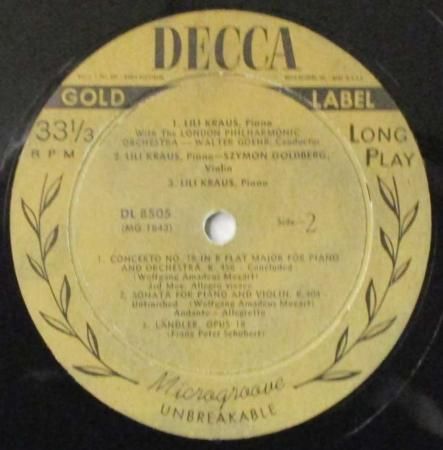 DECCA
GOLD LABEL
33⅓ RPM
LONG PLAY
1. LILI KRAUS, Piano
With The LONDON PHILHARMONIC
ORCHESTRA — WALTER GOEHR, Conductor
2. LILI KRAUS, Piano—SZYMON GOLDBERG,
Violin
3. LILI KRAUS, Piano
DL 8505
(MG 1843)
Side 2
1. CONCERTO NO. 18 IN B FLAT MAJOR FOR PIANO
AND ORCHESTRA, K. 456 - Concluded
(Wolfgang Amadeus Mozart)
3rd Mov. Allegro vivace
2. SONATA FOR PIANO AND VIOLIN, K. 404 -
Unfinished (Wolfgang Amadeus Mozart)
Andante - Allegretto
3. LÄNDLER, OPUS 18
(Franz Peter Schubert)
Microgroove
UNBREAKABLE